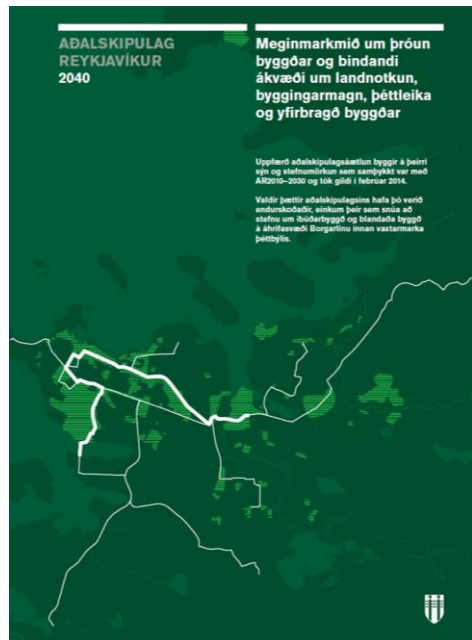 AÐALSKIPULAG
REYKJAVÍKUR
2040
Meginmarkmið um þróun
byggðar og bindandi
ákvæði um landnotkun,
byggingarmagn, þéttleika
og yfirbragð byggðar
Uppfærð aðalskipulagsáætlun byggir á þeirri
sýn og stefnumörkun sem samþykkt var með
AR2010–2030 og tók gildi í febrúar 2014.
Valdir þættir aðalskipulagsins hafa þó verið
endurskoðaðir, einkum þeir sem snúa að
stefnu um íbúðarbyggð og blandaða byggð
á áhrifasvæði Borgarlínu innan vaxtarmarka
þéttbýlis.